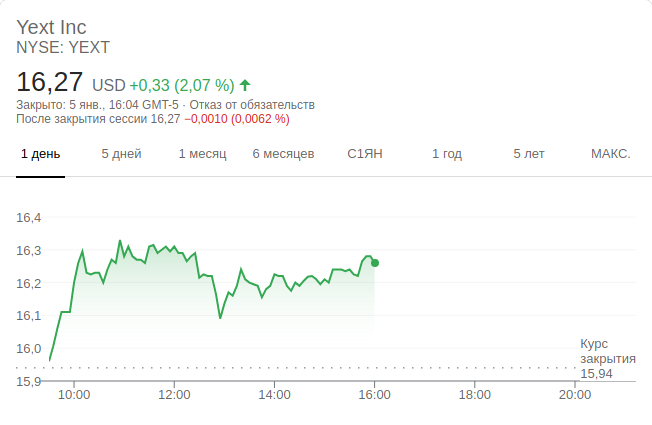 Yext Inc
NYSE: YEXT
16,27 USD +0,33 (2,07 %)
Закрыто: 5 янв., 16:04 GMT-5 · Отказ от обязательств
После закрытия сессии 16,27 −0,0010 (0,0062 %)
1 день 5 дней 1 месяц 6 месяцев С1ЯН 1 год 5 лет МАКС.
16,4
16,3
16,2
16,1
16,0
15,9
Курс
закрытия
15,94
10:00 12:00 14:00 16:00 18:00 20:00